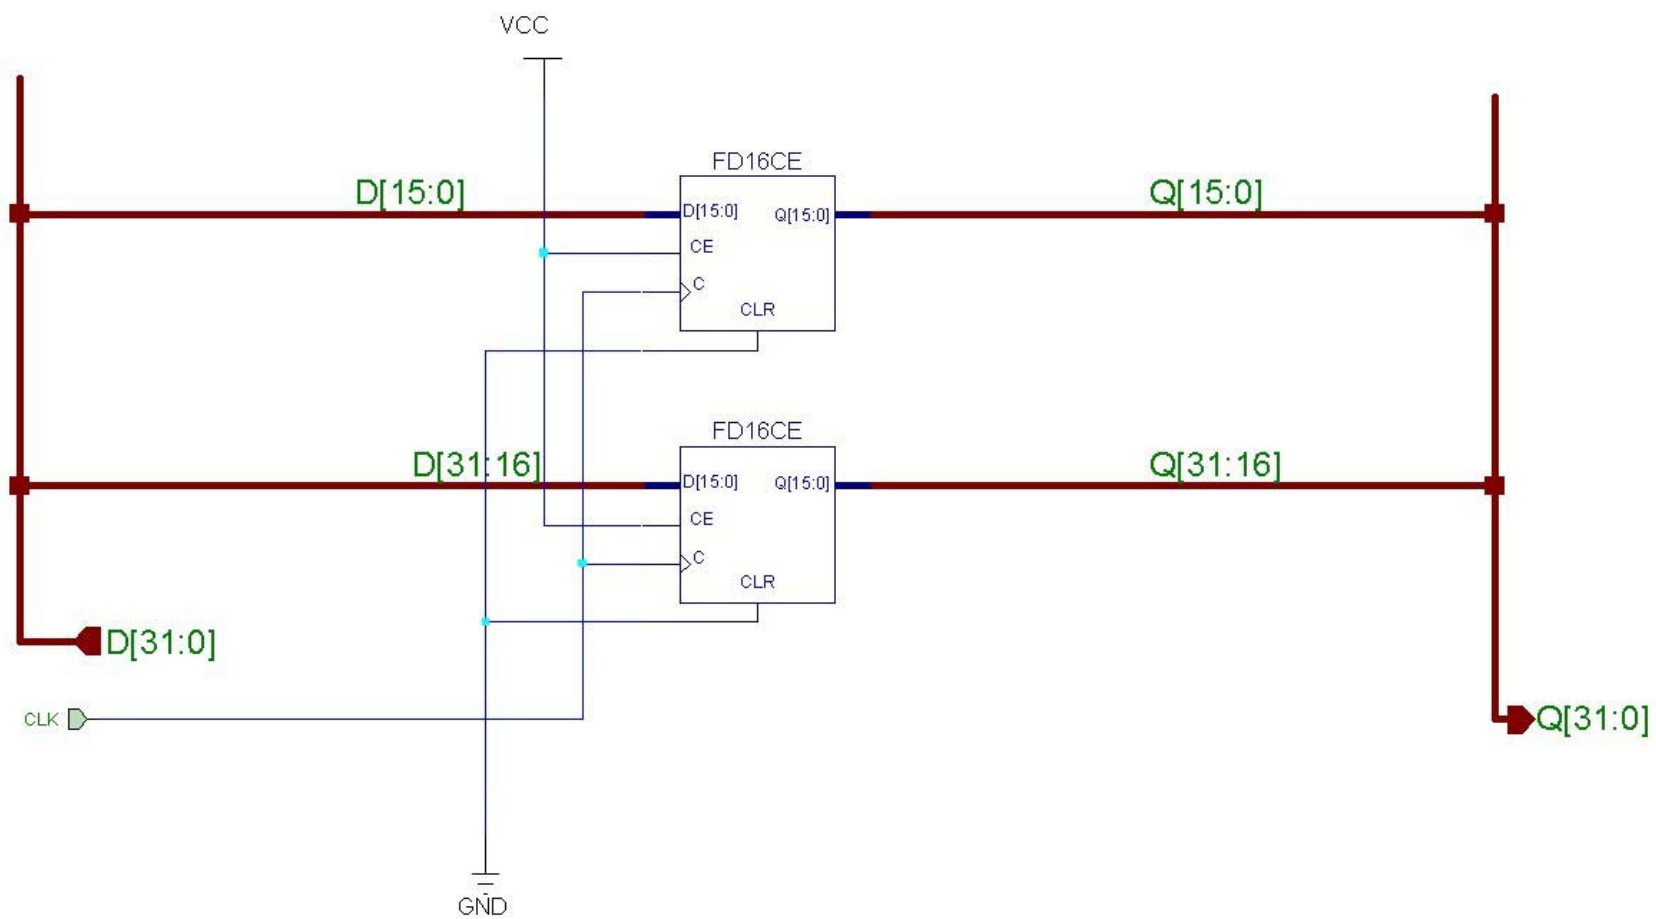 VCC
FD16CE
D[15:0]
Q[15:0]
D[15:0]
Q[15:0]
CE
C
CLR
FD16CE
D[31:16]
Q[31:16]
D[15:0]
Q[15:0]
CE
C
CLR
D[31:0]
CLK
Q[31:0]
GND